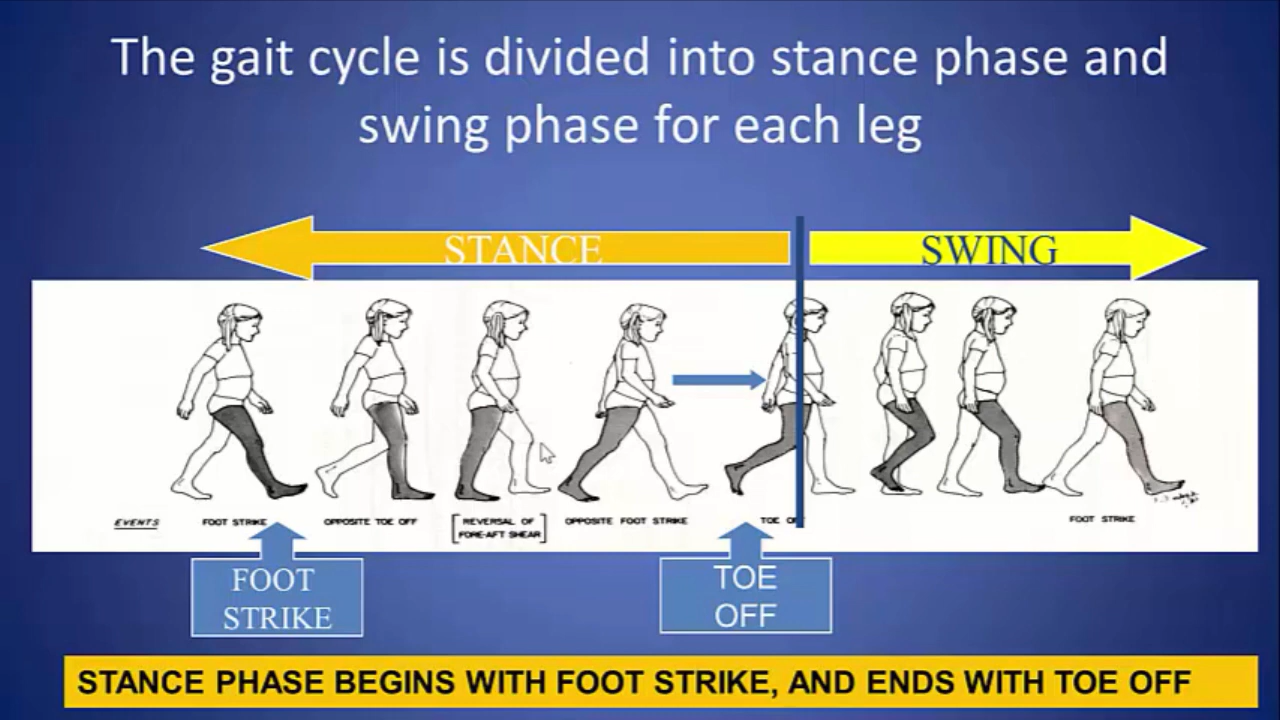 The gait cycle is divided into stance phase and
swing phase for each leg
STANCE
SWING
EVENTS
FOOT STRIKE
OPPOSITE TOE OFF
[REVERSAL OF
FORE-AFT SHEAR]
OPPOSITE FOOT STRIKE
TOE OF
FOOT STRIKE
FOOT
STRIKE
TOE
OFF
STANCE PHASE BEGINS WITH FOOT STRIKE, AND ENDS WITH TOE OFF